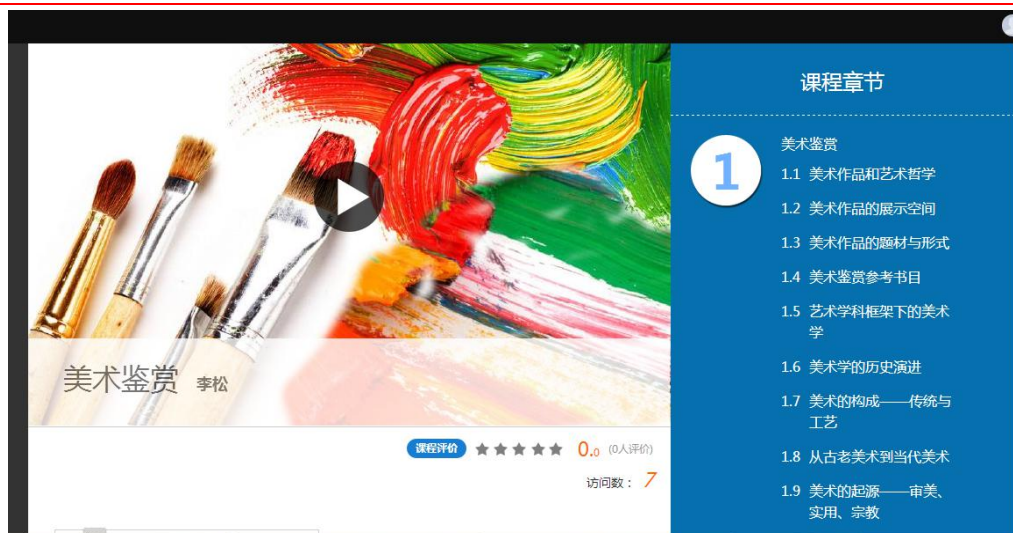 美术鉴赏 李松
课程评价 0.0 (0人评价)
访问数： 7
课程章节
1
美术鉴赏
1.1 美术作品和艺术哲学
1.2 美术作品的展示空间
1.3 美术作品的题材与形式
1.4 美术鉴赏参考书目
1.5 艺术学科框架下的美术
学
1.6 美术学的历史演进
1.7 美术的构成——传统与
工艺
1.8 从古老美术到当代美术
1.9 美术的起源——审美、
实用、宗教